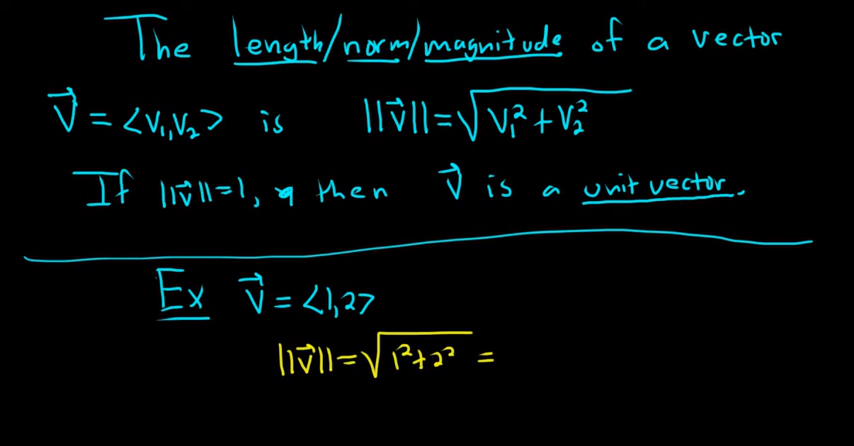 The length/norm/magnitude of a vector
v⃗ = <v₁,v₂> is ||v⃗|| = √(v₁² + v₂²)
If ||v⃗||=1, then v⃗ is a unit vector.
Ex v⃗ = <1,2>
||v⃗|| = √(1² + 2²) =